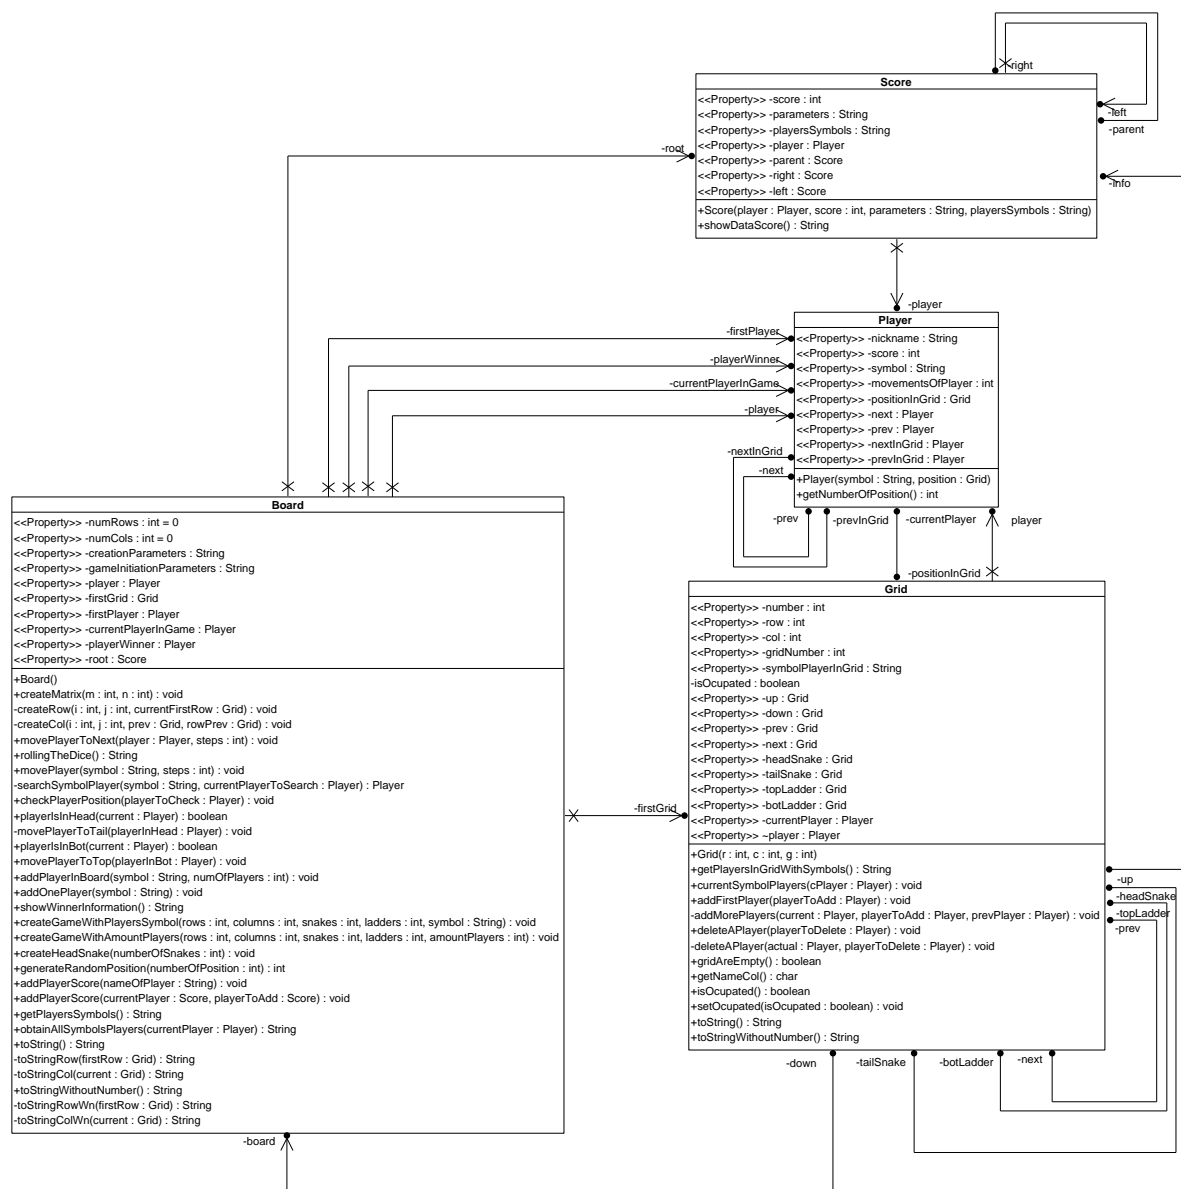 -right
Score
<<Property>> -score : int
<<Property>> -parameters : String
<<Property>> -playersSymbols : String
<<Property>> -player : Player
<<Property>> -parent : Score
<<Property>> -right : Score
<<Property>> -left : Score
+Score(player : Player, score : int, parameters : String, playersSymbols : String)
+showDataScore() : String
-left
-parent
-info
-root
-player
Player
<<Property>> -nickname : String
<<Property>> -score : int
<<Property>> -symbol : String
<<Property>> -movementsOfPlayer : int
<<Property>> -positionInGrid : Grid
<<Property>> -next : Player
<<Property>> -prev : Player
<<Property>> -nextInGrid : Player
<<Property>> -prevInGrid : Player
+Player(symbol : String, position : Grid)
+getNumberOfPosition() : int
-firstPlayer
-playerWinner
-currentPlayerInGame
-player
-nextInGrid
-next
-prev
-prevInGrid
-currentPlayer
player
-positionInGrid
Board
<<Property>> -numRows : int = 0
<<Property>> -numCols : int = 0
<<Property>> -creationParameters : String
<<Property>> -gameInitiationParameters : String
<<Property>> -player : Player
<<Property>> -firstGrid : Grid
<<Property>> -firstPlayer : Player
<<Property>> -currentPlayerInGame : Player
<<Property>> -playerWinner : Player
<<Property>> -root : Score
+Board()
+createMatrix(m : int, n : int) : void
-createRow(i : int, j : int, currentFirstRow : Grid) : void
-createCol(i : int, j : int, prev : Grid, rowPrev : Grid) : void
+movePlayerToNext(player : Player, steps : int) : void
+rollingTheDice() : String
+movePlayer(symbol : String, steps : int) : void
-searchSymbolPlayer(symbol : String, currentPlayerToSearch : Player) : Player
+checkPlayerPosition(playerToCheck : Player) : void
+playerIsInHead(current : Player) : boolean
-movePlayerToTail(playerInHead : Player) : void
+playerIsInBot(current : Player) : boolean
+movePlayerToTop(playerInBot : Player) : void
+addPlayerInBoard(symbol : String, numOfPlayers : int) : void
+addOnePlayer(symbol : String) : void
+showWinnerInformation() : String
+createGameWithPlayersSymbol(rows : int, columns : int, snakes : int, ladders : int, symbol : String) : void
+createGameWithAmountPlayers(rows : int, columns : int, snakes : int, ladders : int, amountPlayers : int) : void
+createHeadSnake(numberOfSnakes : int) : void
+generateRandomPosition(numberOfPosition : int) : int
+addPlayerScore(nameOfPlayer : String) : void
+addPlayerScore(currentPlayer : Score, playerToAdd : Score) : void
+getPlayersSymbols() : String
+obtainAllSymbolsPlayers(currentPlayer : Player) : String
+toString() : String
-toStringRow(firstRow : Grid) : String
-toStringCol(current : Grid) : String
+toStringWithoutNumber() : String
-toStringRowWn(firstRow : Grid) : String
-toStringColWn(current : Grid) : String
-board
-firstGrid
Grid
<<Property>> -number : int
<<Property>> -row : int
<<Property>> -col : int
<<Property>> -gridNumber : int
<<Property>> -symbolPlayerInGrid : String
-isOcupated : boolean
<<Property>> -up : Grid
<<Property>> -down : Grid
<<Property>> -prev : Grid
<<Property>> -next : Grid
<<Property>> -headSnake : Grid
<<Property>> -tailSnake : Grid
<<Property>> -topLadder : Grid
<<Property>> -botLadder : Grid
<<Property>> -currentPlayer : Player
<<Property>> ~player : Player
+Grid(r : int, c : int, g : int)
+getPlayersInGridWithSymbols() : String
+currentSymbolPlayers(cPlayer : Player) : void
+addFirstPlayer(playerToAdd : Player) : void
-addMorePlayers(current : Player, playerToAdd : Player, prevPlayer : Player) : void
+deleteAPlayer(playerToDelete : Player) : void
-deleteAPlayer(actual : Player, playerToDelete : Player) : void
+gridAreEmpty() : boolean
+getNameCol() : char
+isOcupated() : boolean
+setOcupated(isOcupated : boolean) : void
+toString() : String
+toStringWithoutNumber() : String
-up
-headSnake
-topLadder
-prev
-down
-tailSnake
-botLadder
-next